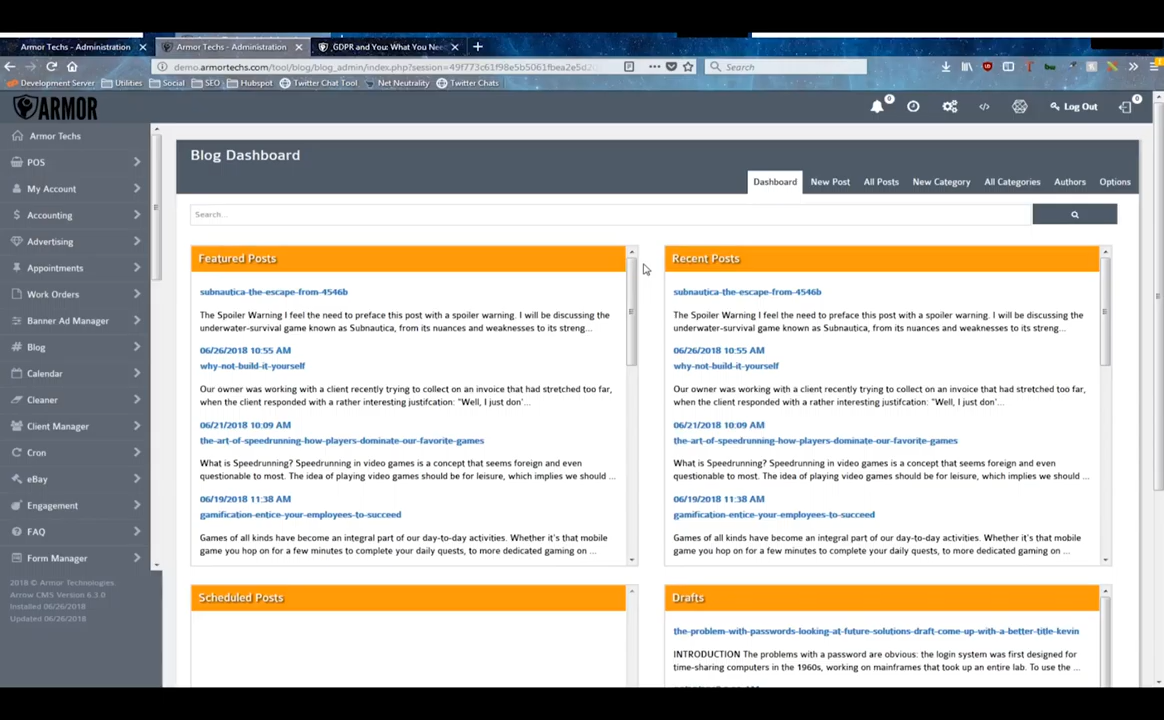 Armor Techs - Administration
Armor Techs - Administration
GDPR and You: What You Nee
demo.armortechs.com/tool/blog/blog_admin/index.php?session=49f773c61f98e5b5061fbea2e5d2
Search
Development Server
Utilities
Social
SEO
Hubspot
Twitter Chat Tool
Net Neutrality
Twitter Chats
ARMOR
0
Log Out
0
Armor Techs
POS
My Account
Accounting
Advertising
Appointments
Work Orders
Banner Ad Manager
Blog
Calendar
Cleaner
Client Manager
Cron
eBay
Engagement
FAQ
Form Manager
2018 © Armor Technologies.
Arrow CMS Version 6.3.0
Installed 06/26/2018
Updated 06/26/2018
Blog Dashboard
Dashboard
New Post
All Posts
New Category
All Categories
Authors
Options
Search...
Featured Posts
subnautica-the-escape-from-4546b
The Spoiler Warning I feel the need to preface this post with a spoiler warning. I will be discussing the
underwater-survival game known as Subnautica, from its nuances and weaknesses to its streng...
06/26/2018 10:55 AM
why-not-build-it-yourself
Our owner was working with a client recently trying to collect on an invoice that had stretched too far,
when the client responded with a rather interesting justifcation: "Well, I just don'...
06/21/2018 10:09 AM
the-art-of-speedrunning-how-players-dominate-our-favorite-games
What is Speedrunning? Speedrunning in video games is a concept that seems foreign and even
questionable to most. The idea of playing video games should be for leisure, which implies we should ...
06/19/2018 11:38 AM
gamification-entice-your-employees-to-succeed
Games of all kinds have become an integral part of our day-to-day activities. Whether it's that mobile
game you hop on for a few minutes to complete your daily quests, to more dedicated gaming on ...
Recent Posts
subnautica-the-escape-from-4546b
The Spoiler Warning I feel the need to preface this post with a spoiler warning. I will be discussing the
underwater-survival game known as Subnautica, from its nuances and weaknesses to its streng...
06/26/2018 10:55 AM
why-not-build-it-yourself
Our owner was working with a client recently trying to collect on an invoice that had stretched too far,
when the client responded with a rather interesting justifcation: "Well, I just don'...
06/21/2018 10:09 AM
the-art-of-speedrunning-how-players-dominate-our-favorite-games
What is Speedrunning? Speedrunning in video games is a concept that seems foreign and even
questionable to most. The idea of playing video games should be for leisure, which implies we should ...
06/19/2018 11:38 AM
gamification-entice-your-employees-to-succeed
Games of all kinds have become an integral part of our day-to-day activities. Whether it's that mobile
game you hop on for a few minutes to complete your daily quests, to more dedicated gaming on ...
Scheduled Posts
Drafts
the-problem-with-passwords-looking-at-future-solutions-draft-come-up-with-a-better-title-kevin
INTRODUCTION The problems with a password are obvious: the login system was first designed for
time-sharing computers in the 1960s, working on mainframes that took up an entire lab. To use the ...